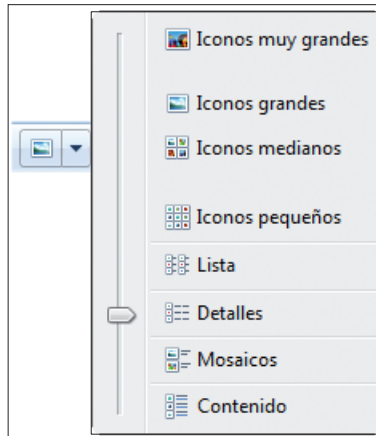 Iconos muy grandes
Iconos grandes
Iconos medianos
Iconos pequeños
Lista
Detalles
Mosaicos
Contenido